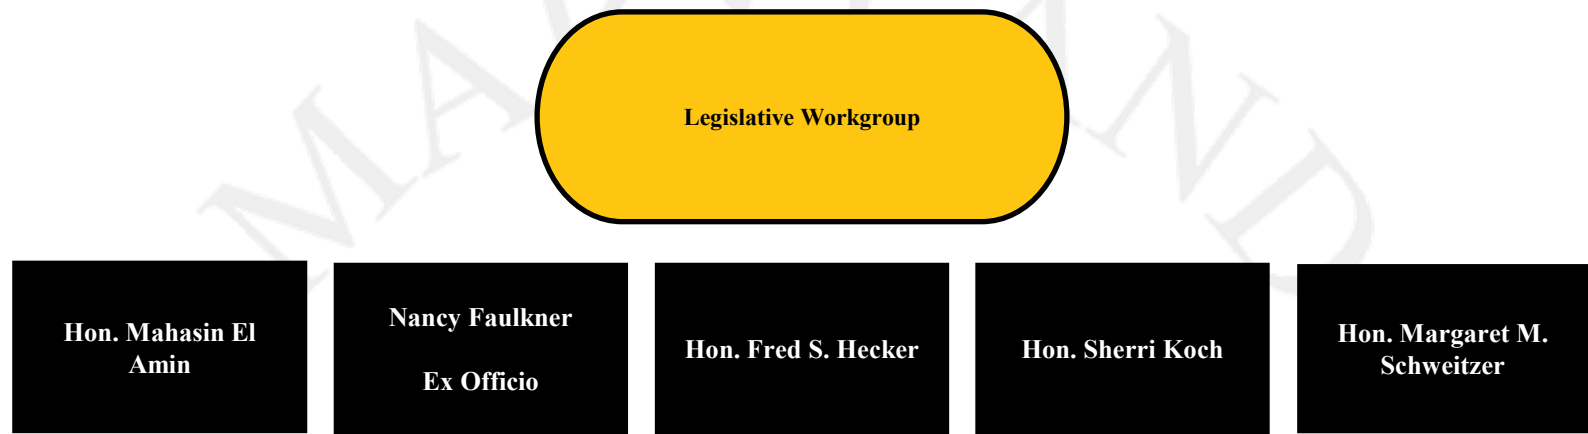 Legislative Workgroup
Hon. Mahasin El
Amin
Nancy Faulkner
Ex Officio
Hon. Fred S. Hecker
Hon. Sherri Koch
Hon. Margaret M.
Schweitzer